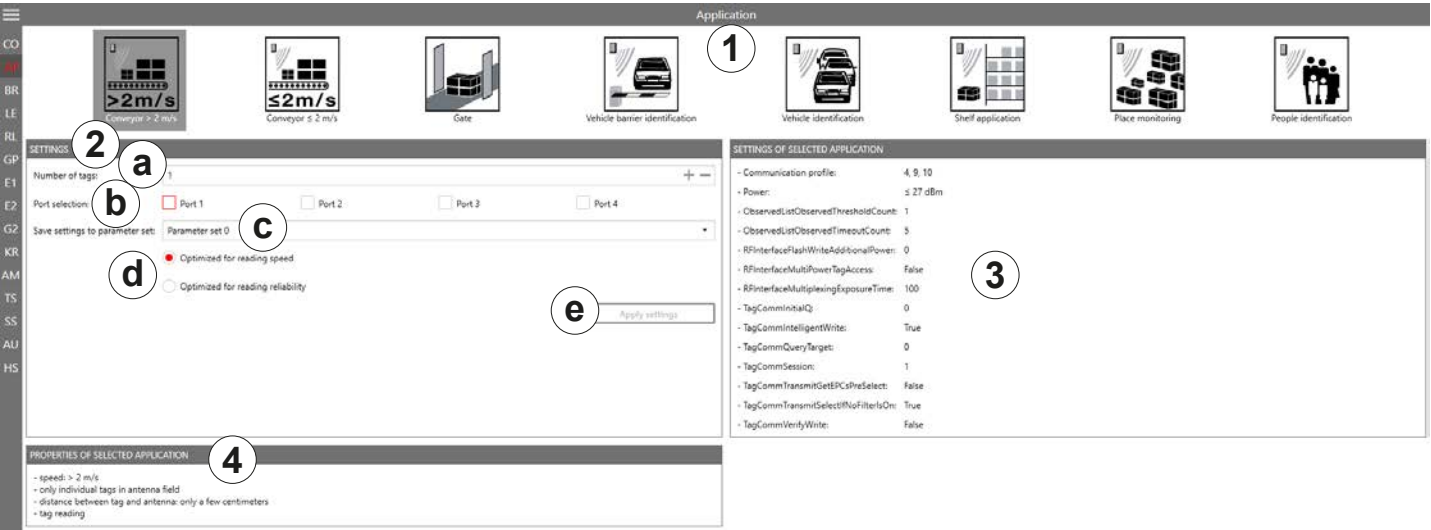 Application
1
CO
AP
BR
LE
RL
GP
E1
E2
G2
KR
AM
TS
SS
AU
HS
>2m/s
Conveyor > 2 m/s
≤2m/s
Conveyor ≤ 2 m/s
Gate
Vehicle barrier identification
Vehicle identification
Shelf application
Place monitoring
People identification
SETTINGS
2
a
Number of tags: 1 + −
b
Port selection: Port 1 Port 2 Port 3 Port 4
c
Save settings to parameter set: Parameter set 0
d
Optimized for reading speed
Optimized for reading reliability
e
Apply settings
SETTINGS OF SELECTED APPLICATION
3
- Communication profile: 4, 9, 10
- Power: ≤ 27 dBm
- ObservedListObservedThresholdCount: 1
- ObservedListObservedTimeoutCount: 5
- RFInterfaceFlashWriteAdditionalPower: 0
- RFInterfaceMultiPowerTagAccess: False
- RFInterfaceMultiplexingExposureTime: 100
- TagCommInitialQ: 0
- TagCommIntelligentWrite: True
- TagCommQueryTarget: 0
- TagCommSession: 1
- TagCommTransmitGetEPCsPreSelect: False
- TagCommTransmitSelectIfNoFilterIsOn: True
- TagCommVerifyWrite: False
PROPERTIES OF SELECTED APPLICATION
4
- speed: > 2 m/s
- only individual tags in antenna field
- distance between tag and antenna: only a few centimeters
- tag reading